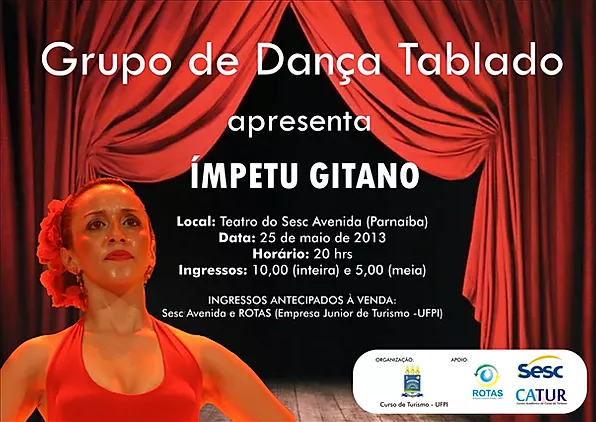 Grupo de Dança Tablado
apresenta
ÍMPETU GITANO
Local: Teatro do Sesc Avenida (Parnaíba)
Data: 25 de maio de 2013
Horário: 20 hrs
Ingressos: 10,00 (inteira) e 5,00 (meia)
INGRESSOS ANTECIPADOS À VENDA:
Sesc Avenida e ROTAS (Empresa Junior de Turismo -UFPI)
ORGANIZAÇÃO:
Curso de Turismo - UFPI
APOIO:
ROTAS
Sesc
CATUR